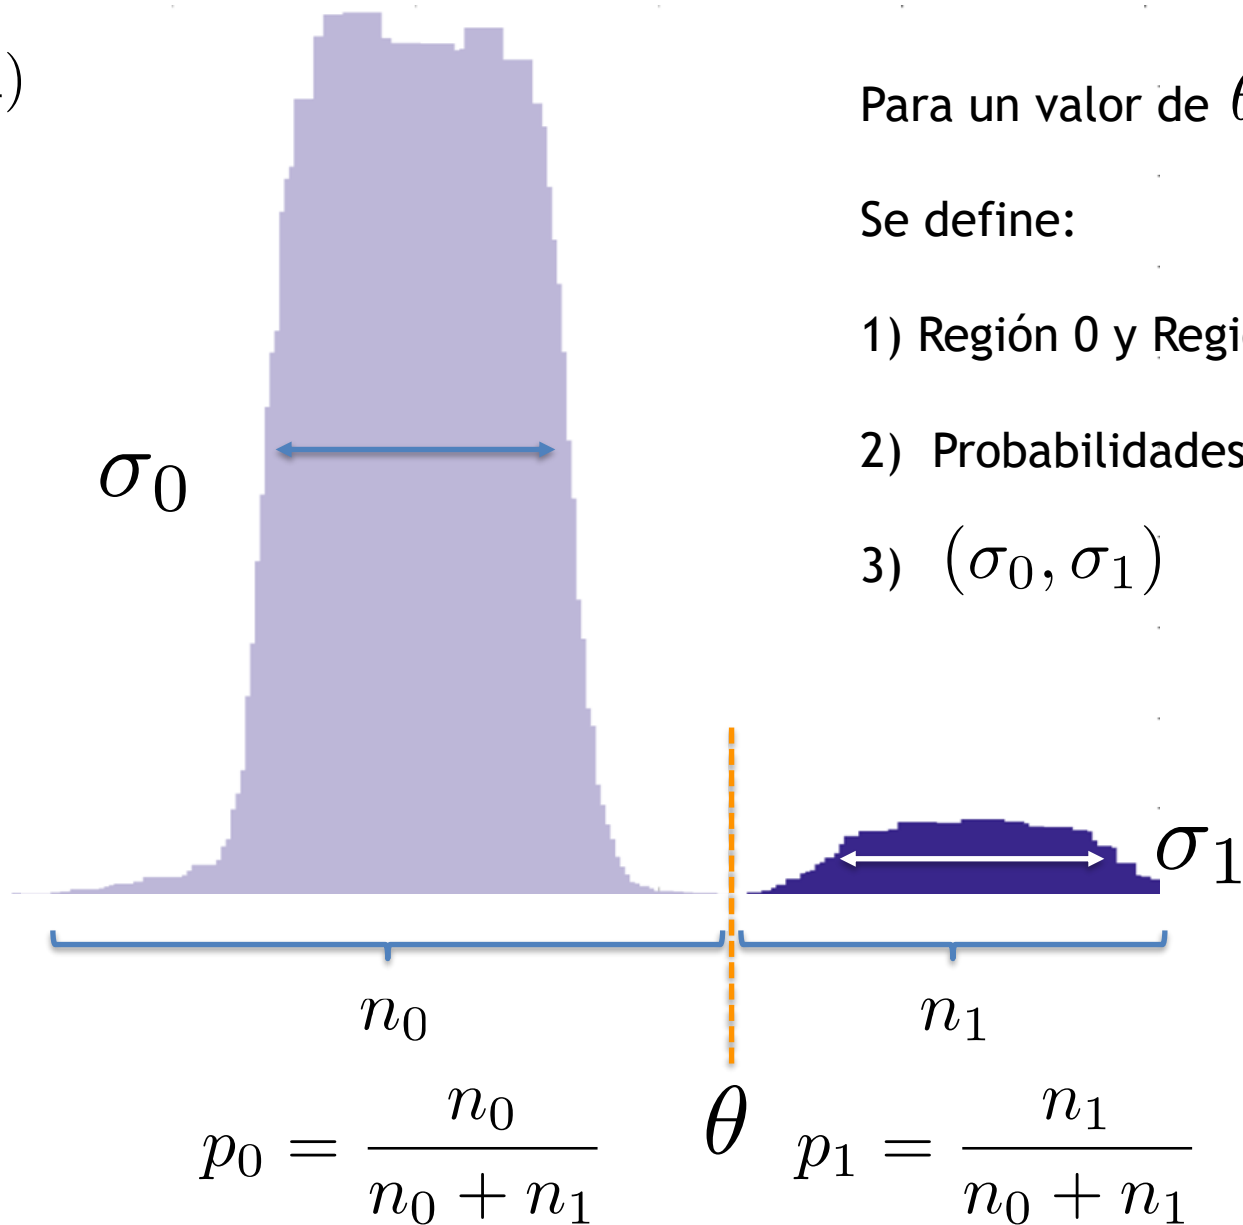 )
Para un valor de θ
Se define:
1) Región 0 y Regi
2) Probabilidades
σ₀
3) (σ₀, σ₁)
σ₁
n₀ n₁
θ
p₀ = n₀ / (n₀ + n₁) p₁ = n₁ / (n₀ + n₁)